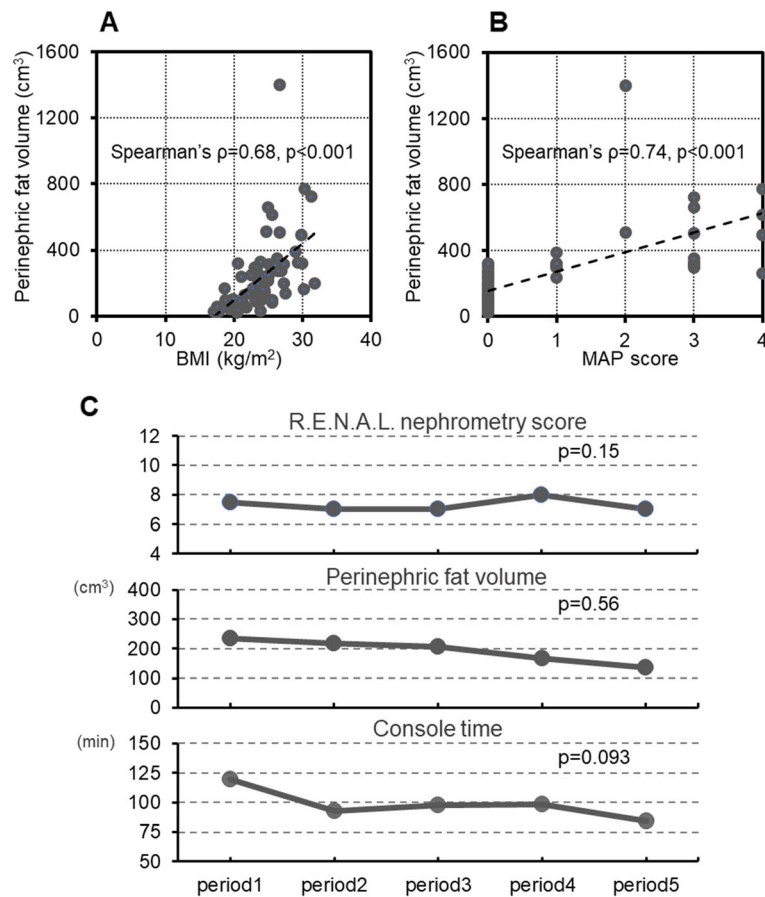 A
Perinephric fat volume (cm³)
1600
1200
800
400
0
Spearman's ρ=0.68, p<0.001
0 10 20 30 40
BMI (kg/m²)
B
Perinephric fat volume (cm³)
1600
1200
800
400
0
Spearman's ρ=0.74, p<0.001
0 1 2 3 4
MAP score
C
R.E.N.A.L. nephrometry score
12
10
8
6
4
p=0.15
Perinephric fat volume
(cm³)
400
300
200
100
0
p=0.56
Console time
(min)
150
125
100
75
50
p=0.093
period1 period2 period3 period4 period5